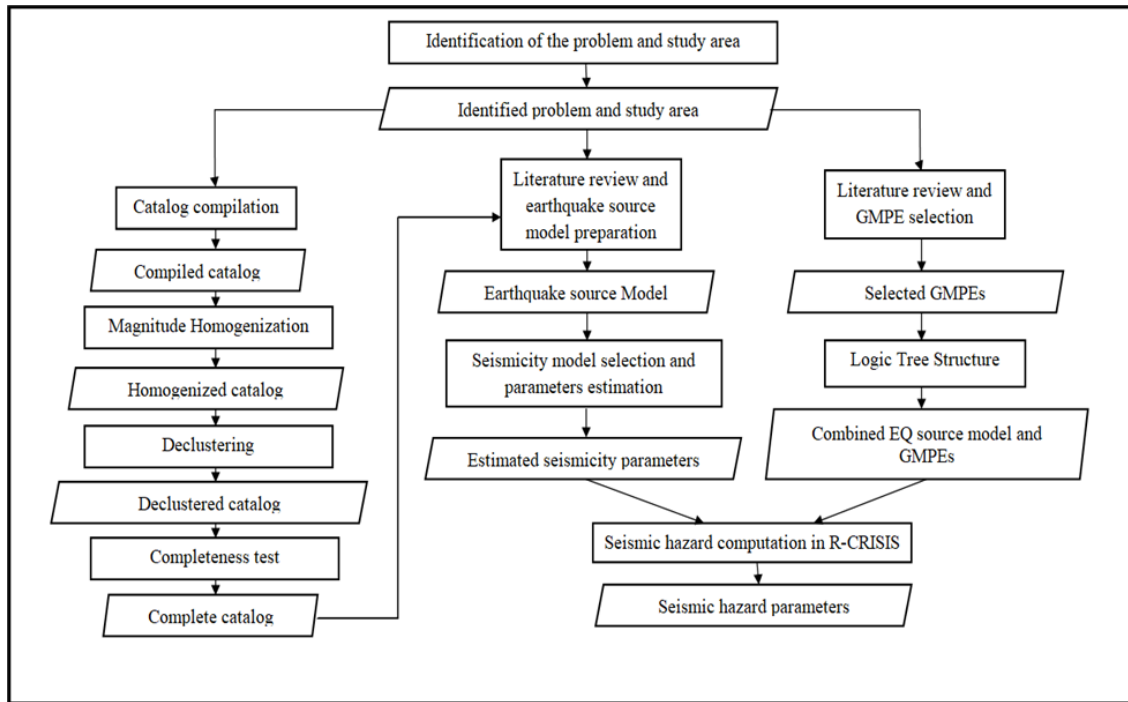 Identification of the problem and study area
Identified problem and study area
Catalog compilation
Compiled catalog
Magnitude Homogenization
Homogenized catalog
Declustering
Declustered catalog
Completeness test
Complete catalog
Literature review and
earthquake source
model preparation
Earthquake source Model
Seismicity model selection and
parameters estimation
Estimated seismicity parameters
Literature review and
GMPE selection
Selected GMPEs
Logic Tree Structure
Combined EQ source model and
GMPEs
Seismic hazard computation in R-CRISIS
Seismic hazard parameters